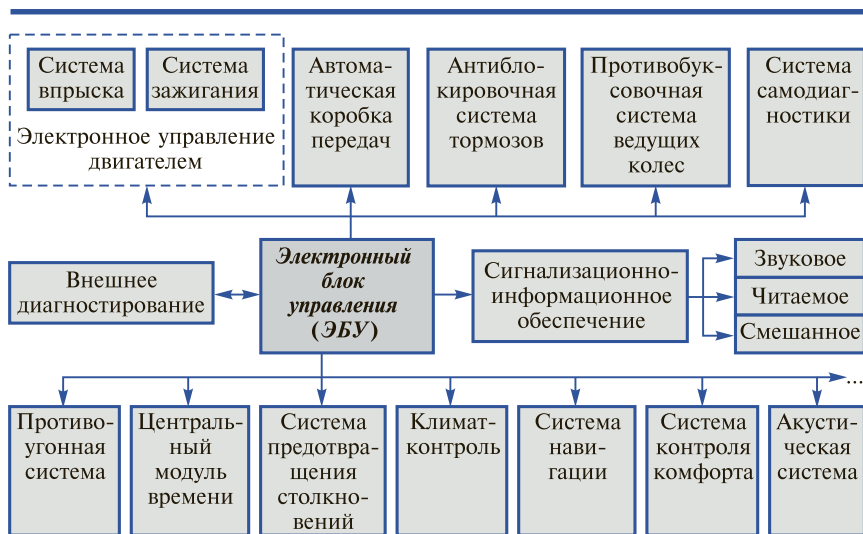 Система
впрыска
Система
зажигания
Электронное управление
двигателем
Автома-
тическая
коробка
передач
Антибло-
кировочная
система
тормозов
Противобук-
совочная
система
ведущих
колес
Система
самодиаг-
ностики
Внешнее
диагностирование
Электронный
блок
управления
(ЭБУ)
Сигнализационно-
информационное
обеспечение
Звуковое
Читаемое
Смешанное
...
Противо-
угонная
система
Централь-
ный
модуль
времени
Система
предотвра-
щения
столкно-
вений
Климат-
контроль
Система
нави-
гации
Система
контроля
комфорта
Акусти-
ческая
система